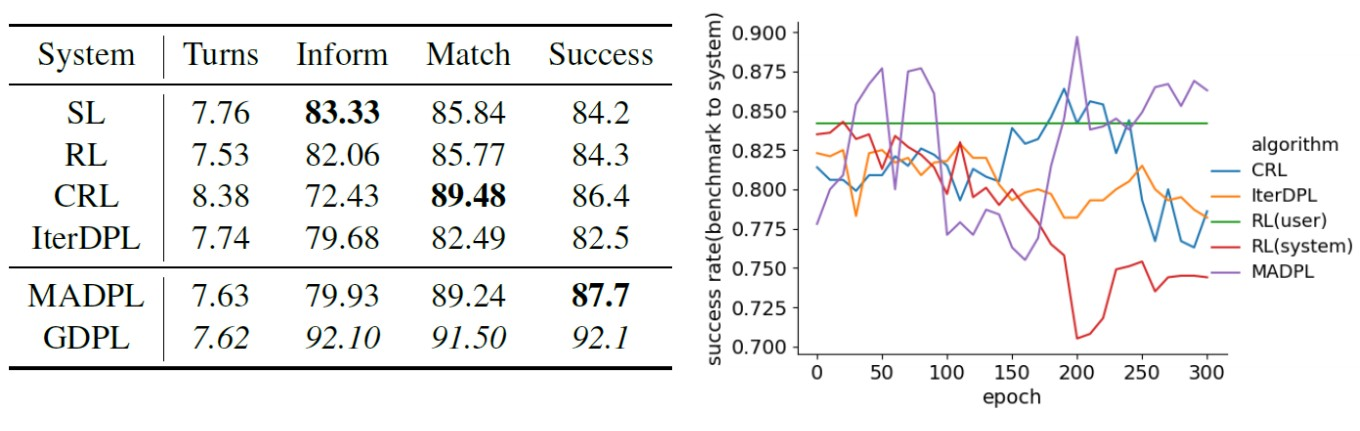 System Turns Inform Match Success
SL 7.76 83.33 85.84 84.2
RL 7.53 82.06 85.77 84.3
CRL 8.38 72.43 89.48 86.4
IterDPL 7.74 79.68 82.49 82.5
MADPL 7.63 79.93 89.24 87.7
GDPL 7.62 92.10 91.50 92.1
success rate(benchmark to system)
0.900
0.875
0.850
0.825
0.800
0.775
0.750
0.725
0.700
0 50 100 150 200 250 300
epoch
algorithm
CRL
IterDPL
RL(user)
RL(system)
MADPL